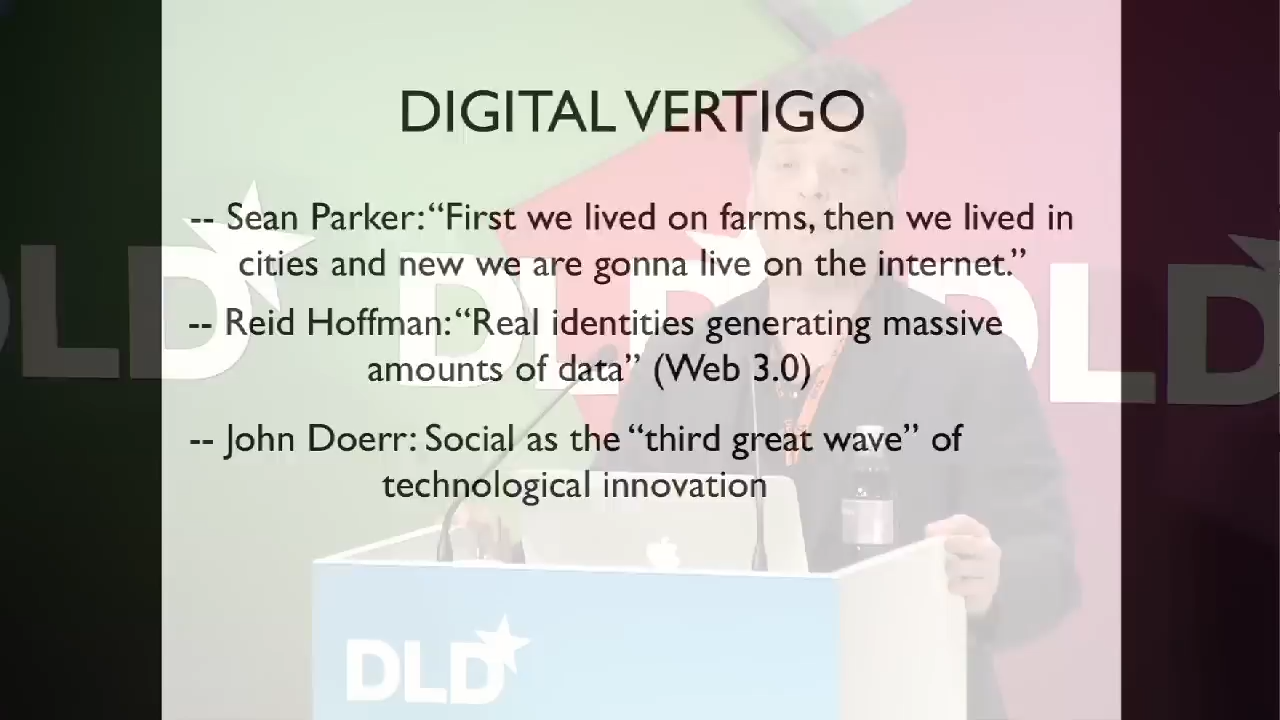 DIGITAL VERTIGO
-- Sean Parker: “First we lived on farms, then we lived in
cities and new we are gonna live on the internet.”
-- Reid Hoffman: “Real identities generating massive
amounts of data” (Web 3.0)
-- John Doerr: Social as the “third great wave” of
technological innovation
DLD
DLD
DLD
DLD